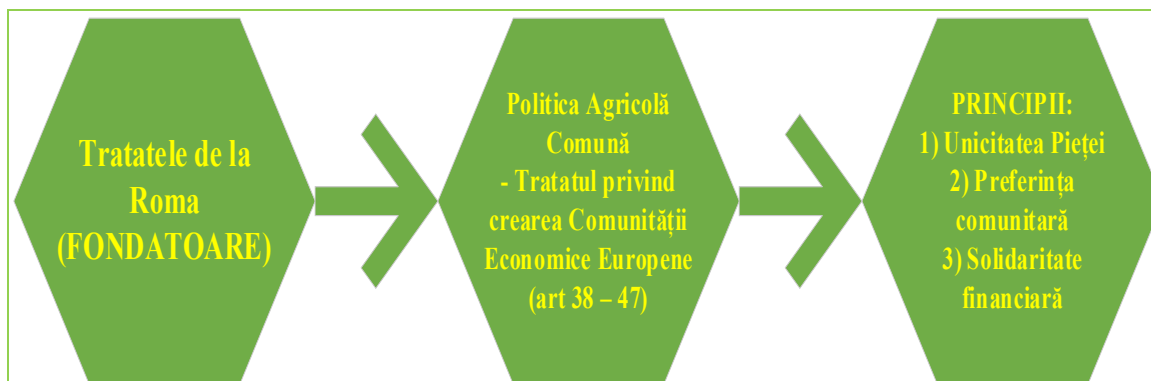 Tratatele de la
Roma
(FONDATOARE)
Politica Agricolă
Comună
- Tratatul privind
crearea Comunității
Economice Europene
(art 38 – 47)
PRINCIPII:
1) Unicitatea Pieței
2) Preferința
comunitară
3) Solidaritate
financiară